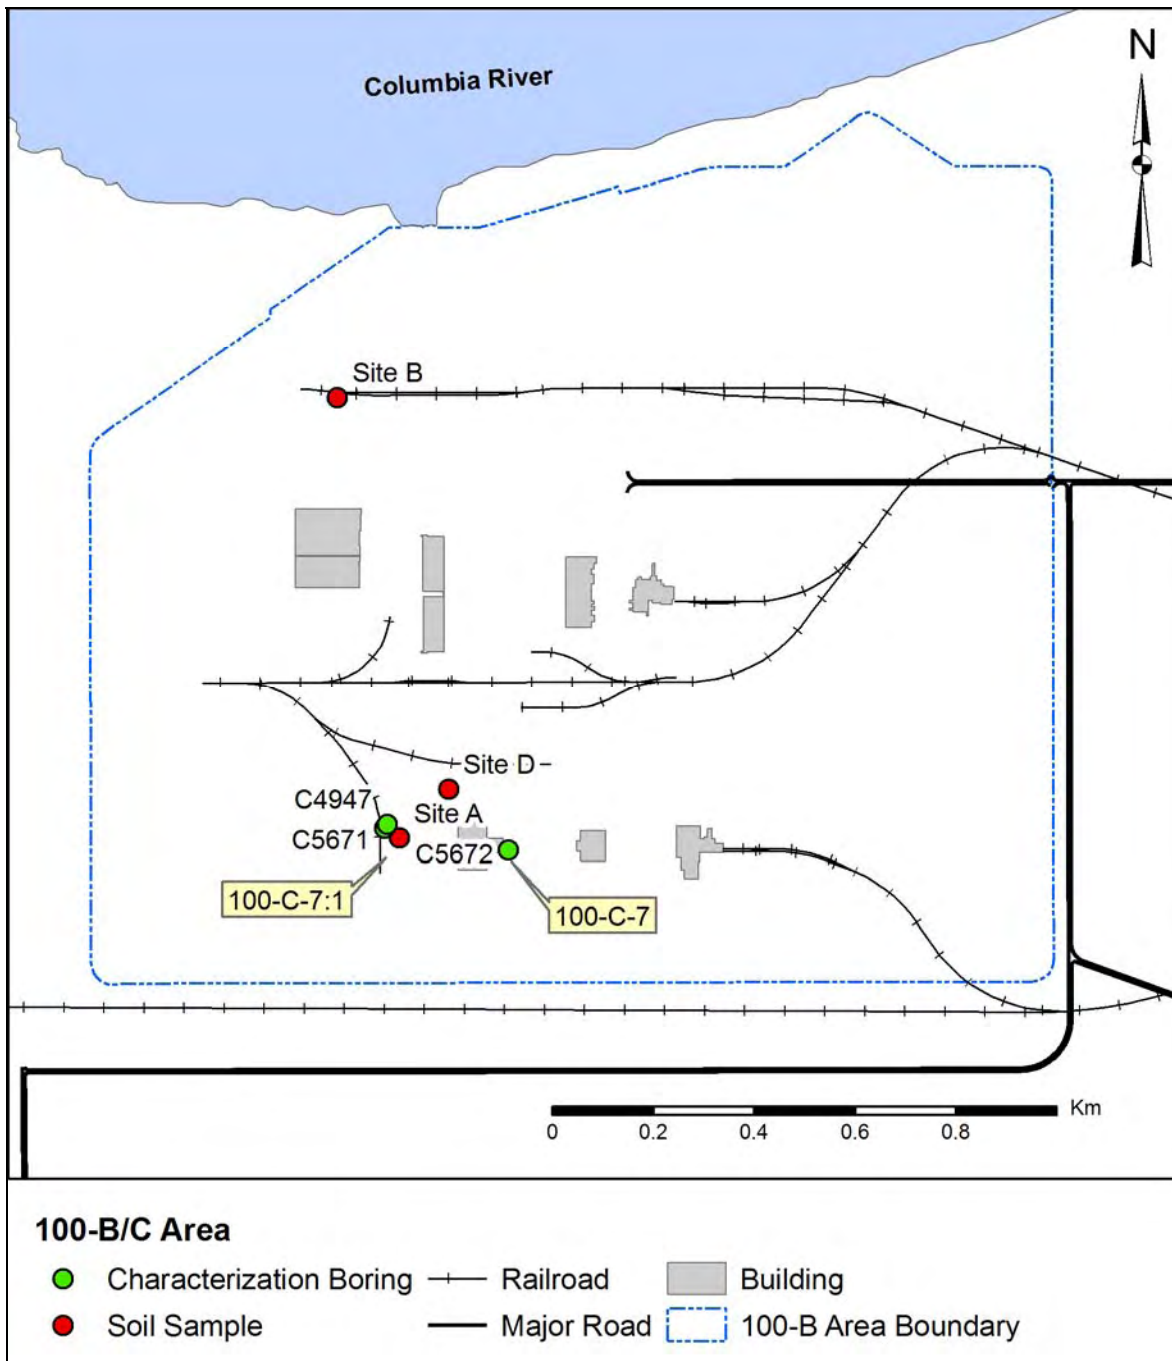 N
Columbia River
Site B
Site D
C4947
Site A
C5671
C5672
100-C-7:1
100-C-7
Km
0 0.2 0.4 0.6 0.8
100-B/C Area
Characterization Boring
Railroad
Building
Soil Sample
Major Road
100-B Area Boundary